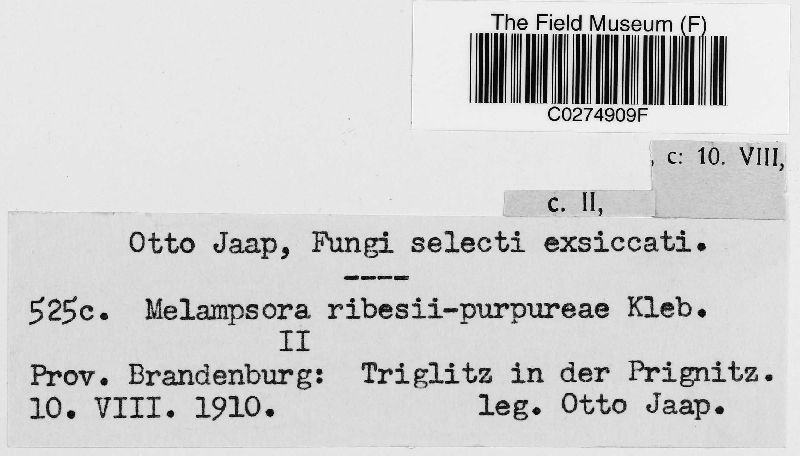 The Field Museum (F)
C0274909F
, c: 10. VIII,
c. II,
Otto Jaap, Fungi selecti exsiccati.
----
525c. Melampsora ribesii-purpureae Kleb.
II
Prov. Brandenburg: Triglitz in der Prignitz.
10. VIII. 1910. leg. Otto Jaap.